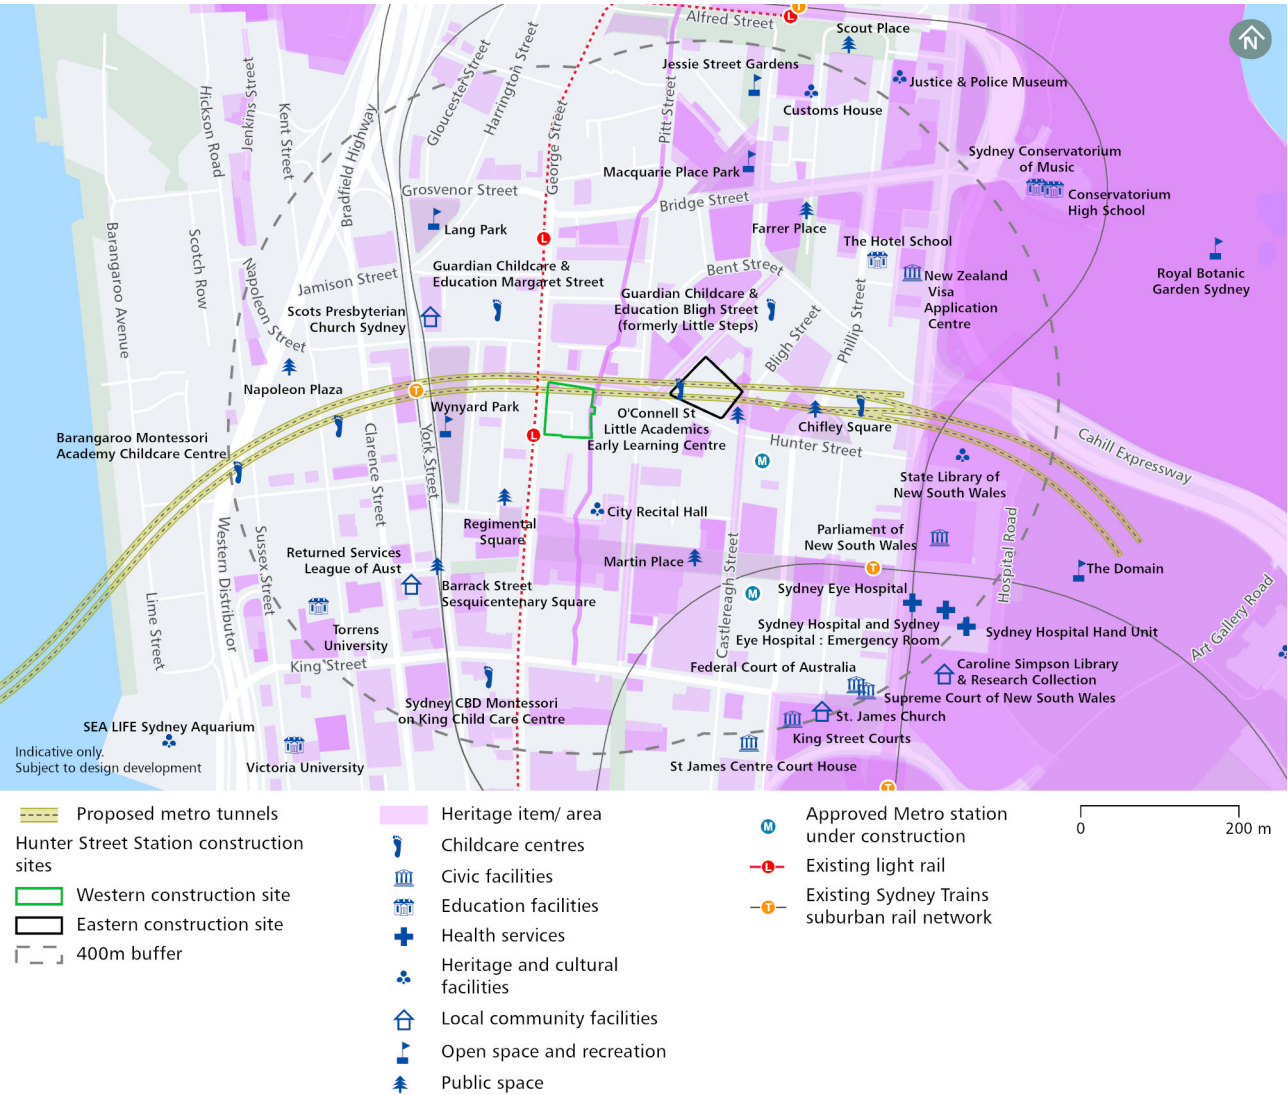 Alfred Street
Scout Place
Jessie Street Gardens
Justice & Police Museum
Customs House
Hickson Road
Jenkins Street
Kent Street
Bradfield Highway
Gloucester Street
Harrington Street
George Street
Pitt Street
Sydney Conservatorium
of Music
Macquarie Place Park
Conservatorium
High School
Grosvenor Street
Bridge Street
Lang Park
Farrer Place
The Hotel School
Barangaroo Avenue
Scotch Row
Napoleon Street
Jamison Street
Guardian Childcare &
Education Margaret Street
Bent Street
New Zealand
Visa
Application
Centre
Royal Botanic
Garden Sydney
Scots Presbyterian
Church Sydney
Guardian Childcare &
Education Bligh Street
(formerly Little Steps)
Bligh Street
Phillip Street
Napoleon Plaza
T
L
L
L
T
Wynyard Park
O'Connell St
Little Academics
Early Learning Centre
Chifley Square
Hunter Street
Cahill Expressway
Barangaroo Montessori
Academy Childcare Centre
Clarence Street
York Street
M
State Library of
New South Wales
Regimental
Square
City Recital Hall
Parliament of
New South Wales
Hospital Road
Western Distributor
Sussex Street
Returned Services
League of Aust
Martin Place
T
The Domain
Castlereagh Street
Barrack Street
Sesquicentenary Square
M
Sydney Eye Hospital
Lime Street
Torrens
University
Sydney Hospital and Sydney
Eye Hospital : Emergency Room
Sydney Hospital Hand Unit
Art Gallery Road
King Street
Federal Court of Australia
Caroline Simpson Library
& Research Collection
Supreme Court of New South Wales
Sydney CBD Montessori
on King Child Care Centre
St. James Church
SEA LIFE Sydney Aquarium
King Street Courts
Indicative only.
Subject to design development
Victoria University
St James Centre Court House
T
N
Proposed metro tunnels
Hunter Street Station construction
sites
Western construction site
Eastern construction site
400m buffer
Heritage item/ area
Childcare centres
Civic facilities
Education facilities
Health services
Heritage and cultural
facilities
Local community facilities
Open space and recreation
Public space
M
Approved Metro station
under construction
L
Existing light rail
T
Existing Sydney Trains
suburban rail network
0
200 m